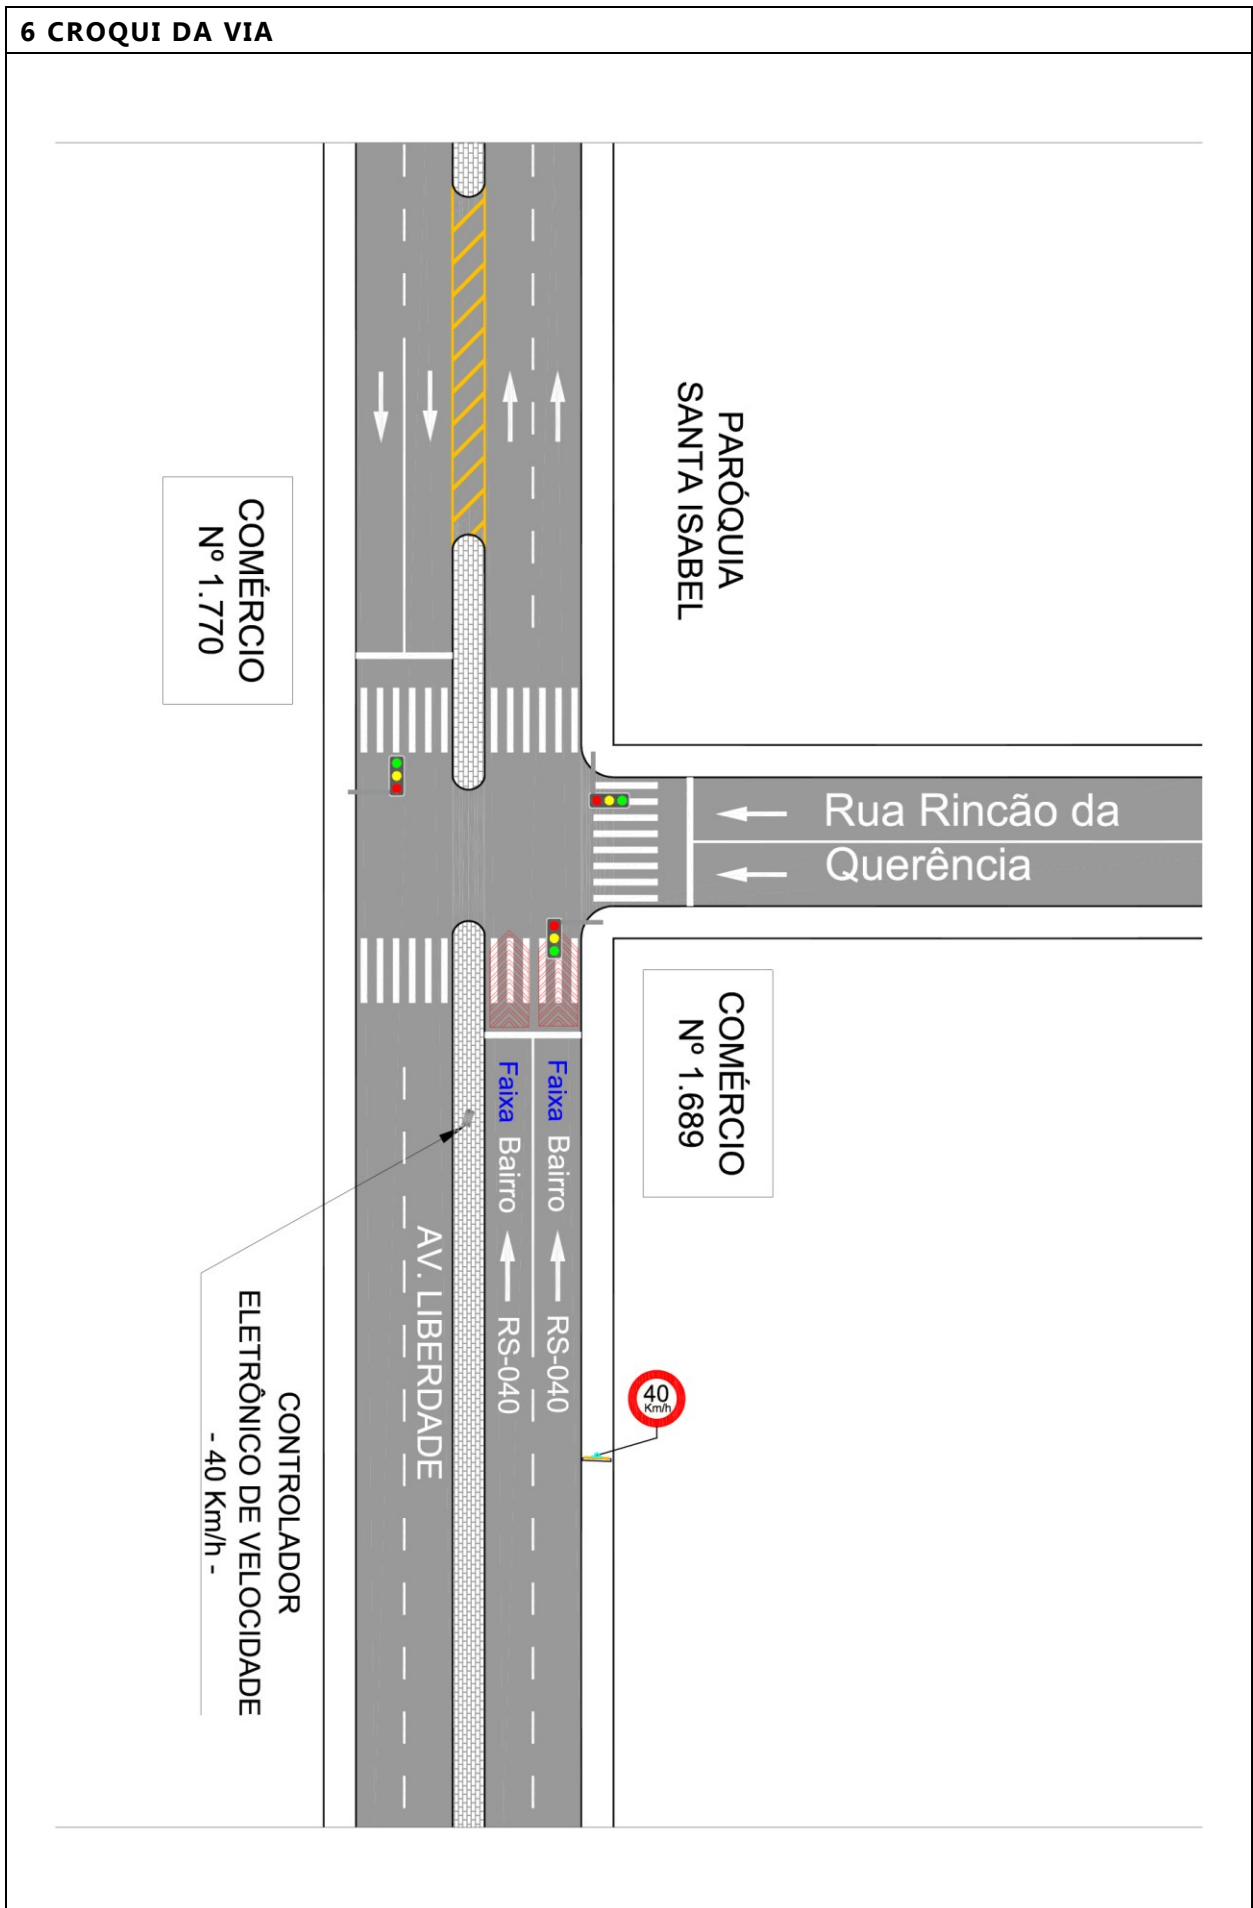 6 CROQUI DA VIA
PARÓQUIA
SANTA ISABEL
COMÉRCIO
Nº 1.770
Rua Rincão da
Querência
COMÉRCIO
Nº 1.689
Faixa Bairro RS-040
Faixa Bairro RS-040
AV. LIBERDADE
40
Km/h
CONTROLADOR
ELETRÔNICO DE VELOCIDADE
- 40 Km/h -